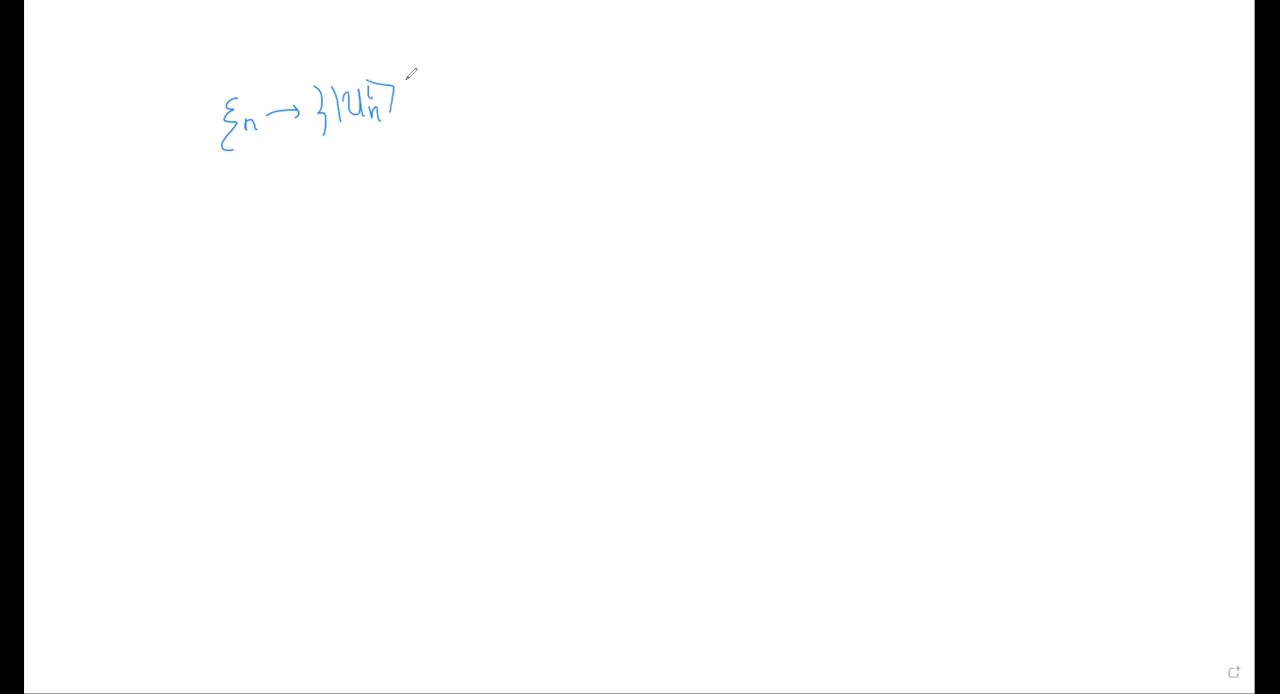 ξn → } |u_n^i⟩